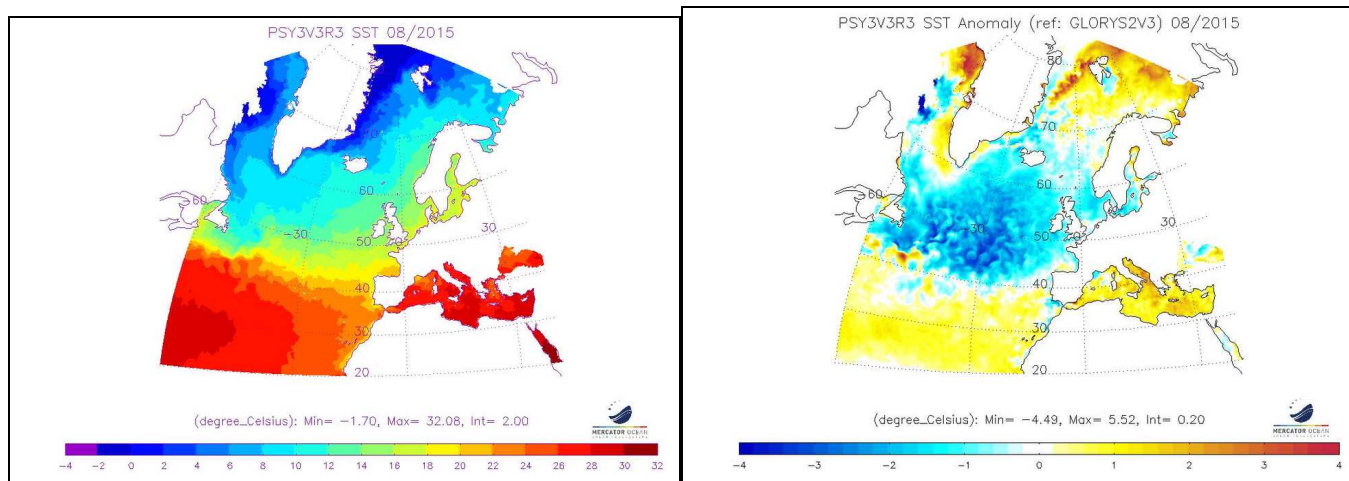 PSY3V3R3 SST 08/2015
80
70
60
-60
-30
50
40
30
30
20
(degree_Celsius): Min= -1.70, Max= 32.08, Int= 2.00
MERCATOR OCEAN
-4 -2 0 2 4 6 8 10 12 14 16 18 20 22 24 26 28 30 32
PSY3V3R3 SST Anomaly (ref: GLORYS2V3) 08/2015
80
70
60
-60
-30
50
40
30
30
20
(degree_Celsius): Min= -4.49, Max= 5.52, Int= 0.20
MERCATOR OCEAN
-4 -3 -2 -1 0 1 2 3 4